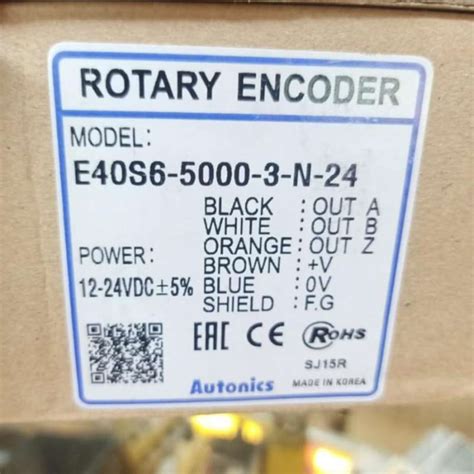 ROTARY ENCODER
MODEL:
E40S6-5000-3-N-24
BLACK : OUT A
WHITE : OUT B
ORANGE : OUT Z
POWER: BROWN : +V
12-24VDC±5% BLUE : 0V
SHIELD : F.G
EAC CE RoHS
SJ15R
Autonics MADE IN KOREA